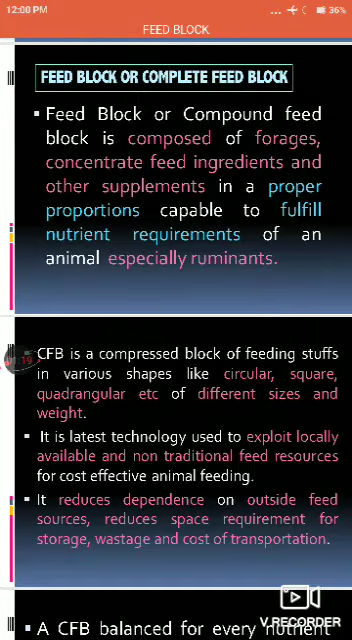 12:00 PM
... 36%
FEED BLOCK
FEED BLOCK OR COMPLETE FEED BLOCK
▪ Feed Block or Compound feed
block is composed of forages,
concentrate feed ingredients and
other supplements in a proper
proportions capable to fulfill
nutrient requirements of an
animal especially ruminants.
▪ CFB is a compressed block of feeding stuffs
in various shapes like circular, square,
quadrangular etc of different sizes and
weight.
▪ It is latest technology used to exploit locally
available and non traditional feed resources
for cost effective animal feeding.
▪ It reduces dependence on outside feed
sources, reduces space requirement for
storage, wastage and cost of transportation.
V.RECORDER
▪ A CFB balanced for every nutrient